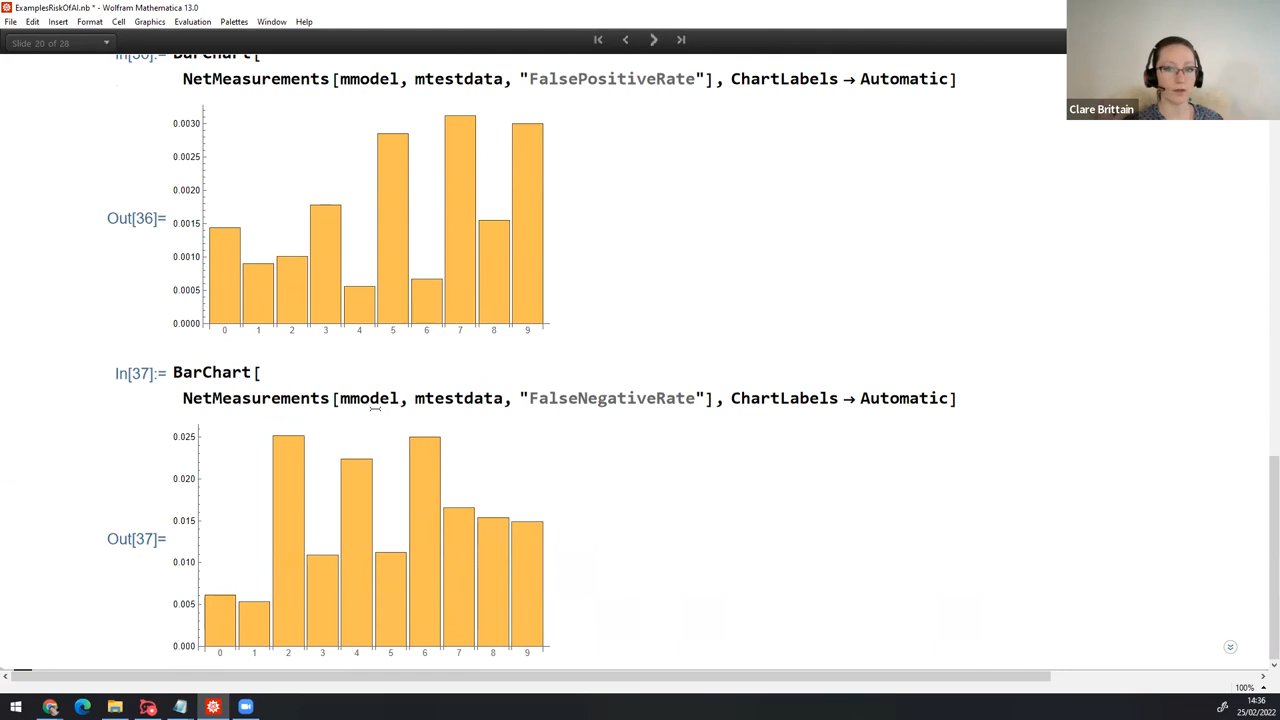 ExamplesRiskOfAI.nb * - Wolfram Mathematica 13.0
File Edit Insert Format Cell Graphics Evaluation Palettes Window Help
Slide 20 of 28
In[36]:= BarChart[
NetMeasurements[mmodel, mtestdata, "FalsePositiveRate"], ChartLabels → Automatic]
Clare Brittain
0.0030
0.0025
0.0020
0.0015
0.0010
0.0005
0.0000
Out[36]=
0 1 2 3 4 5 6 7 8 9
In[37]:= BarChart[
NetMeasurements[mmodel, mtestdata, "FalseNegativeRate"], ChartLabels → Automatic]
0.025
0.020
0.015
0.010
0.005
0.000
Out[37]=
0 1 2 3 4 5 6 7 8 9
100%
14:36
25/02/2022